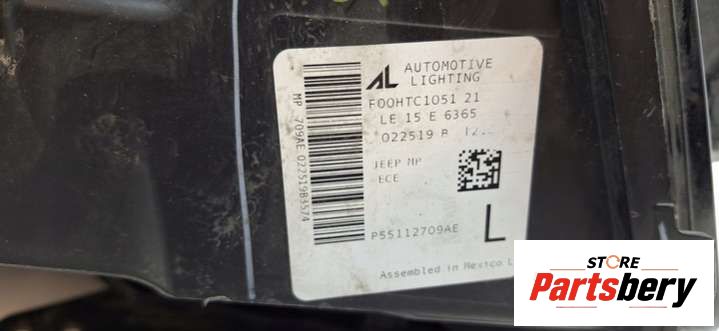 AL AUTOMOTIVE
LIGHTING
F00HTC1051 21
LE 15 E 6365
022519 B
JEEP MP
ECE
P55112709AE
L
Assembled in Mexico
MP 709AE 022519B3574
STORE
Partsbery